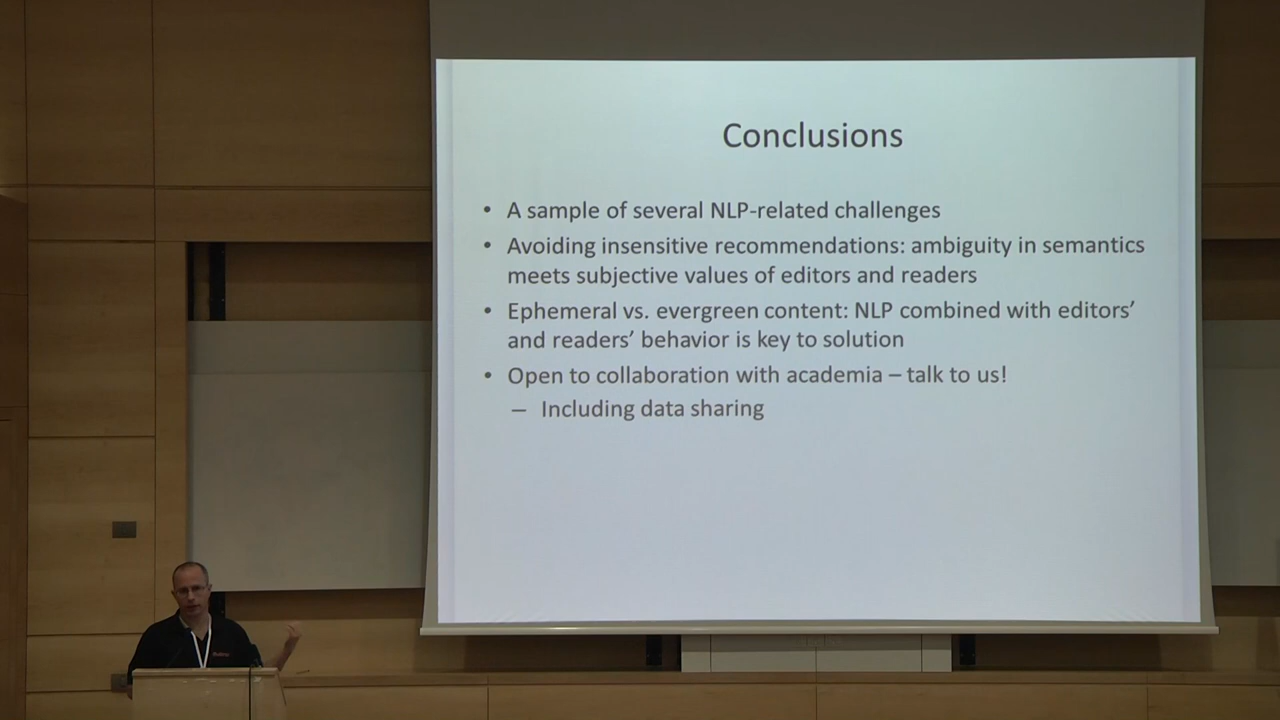 Conclusions
• A sample of several NLP-related challenges
• Avoiding insensitive recommendations: ambiguity in semantics
meets subjective values of editors and readers
• Ephemeral vs. evergreen content: NLP combined with editors’
and readers’ behavior is key to solution
• Open to collaboration with academia – talk to us!
– Including data sharing